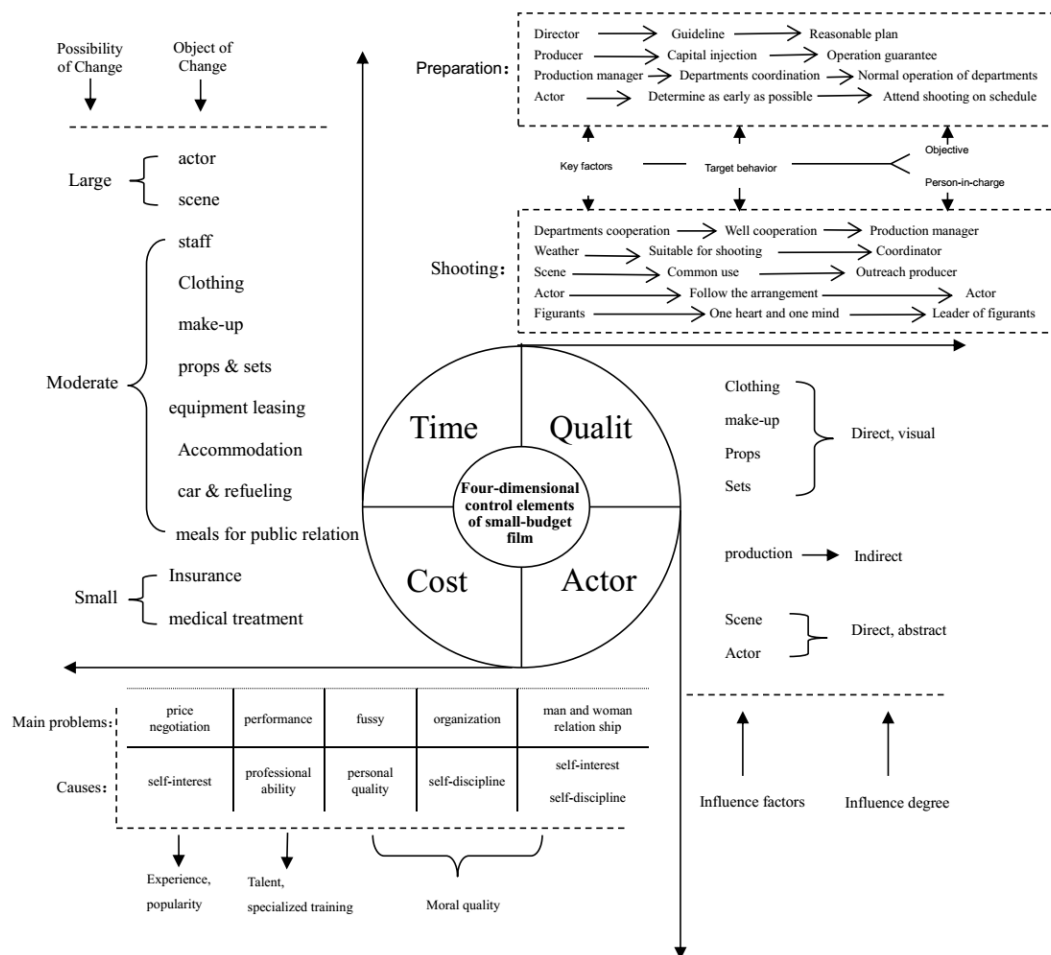 Possibility of Change
Object of Change
Large
actor
scene
Moderate
staff
Clothing
make-up
props & sets
equipment leasing
Accommodation
car & refueling
meals for public relation
Small
Insurance
medical treatment
Preparation:
Director Guideline Reasonable plan
Producer Capital injection Operation guarantee
Production manager Departments coordination Normal operation of departments
Actor Determine as early as possible Attend shooting on schedule
Key factors Target behavior
Objective
Person-in-charge
Shooting:
Departments cooperation Well cooperation Production manager
Weather Suitable for shooting Coordinator
Scene Common use Outreach producer
Actor Follow the arrangement Actor
Figurants One heart and one mind Leader of figurants
Time
Qualit
Four-dimensional
control elements
of small-budget
film
Cost
Actor
Clothing
make-up
Props
Sets
Direct, visual
production Indirect
Scene
Actor
Direct, abstract
Influence factors
Influence degree
Main problems:
price negotiation
performance
fussy
organization
man and woman relation ship
Causes:
self-interest
professional ability
personal quality
self-discipline
self-interest
self-discipline
Experience,
popularity
Talent,
specialized training
Moral quality